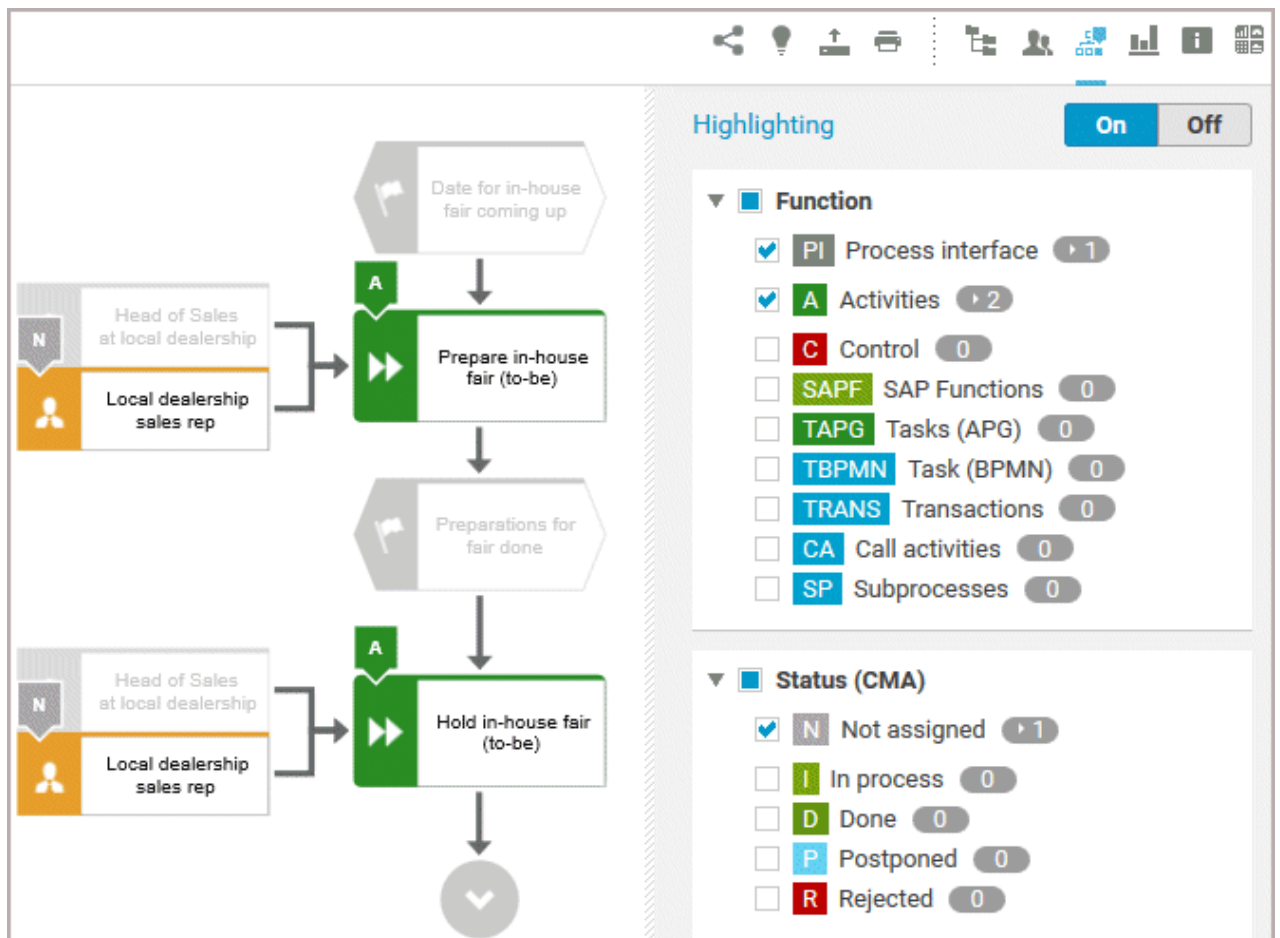 Date for in-house
fair coming up
A
Head of Sales
at local dealership
N
Local dealership
sales rep
Prepare in-house
fair (to-be)
Preparations for
fair done
A
Head of Sales
at local dealership
N
Local dealership
sales rep
Hold in-house fair
(to-be)
Highlighting
On Off
Function
PI Process interface 1
A Activities 2
C Control 0
SAPF SAP Functions 0
TAPG Tasks (APG) 0
TBPMN Task (BPMN) 0
TRANS Transactions 0
CA Call activities 0
SP Subprocesses 0
Status (CMA)
N Not assigned 1
I In process 0
D Done 0
P Postponed 0
R Rejected 0